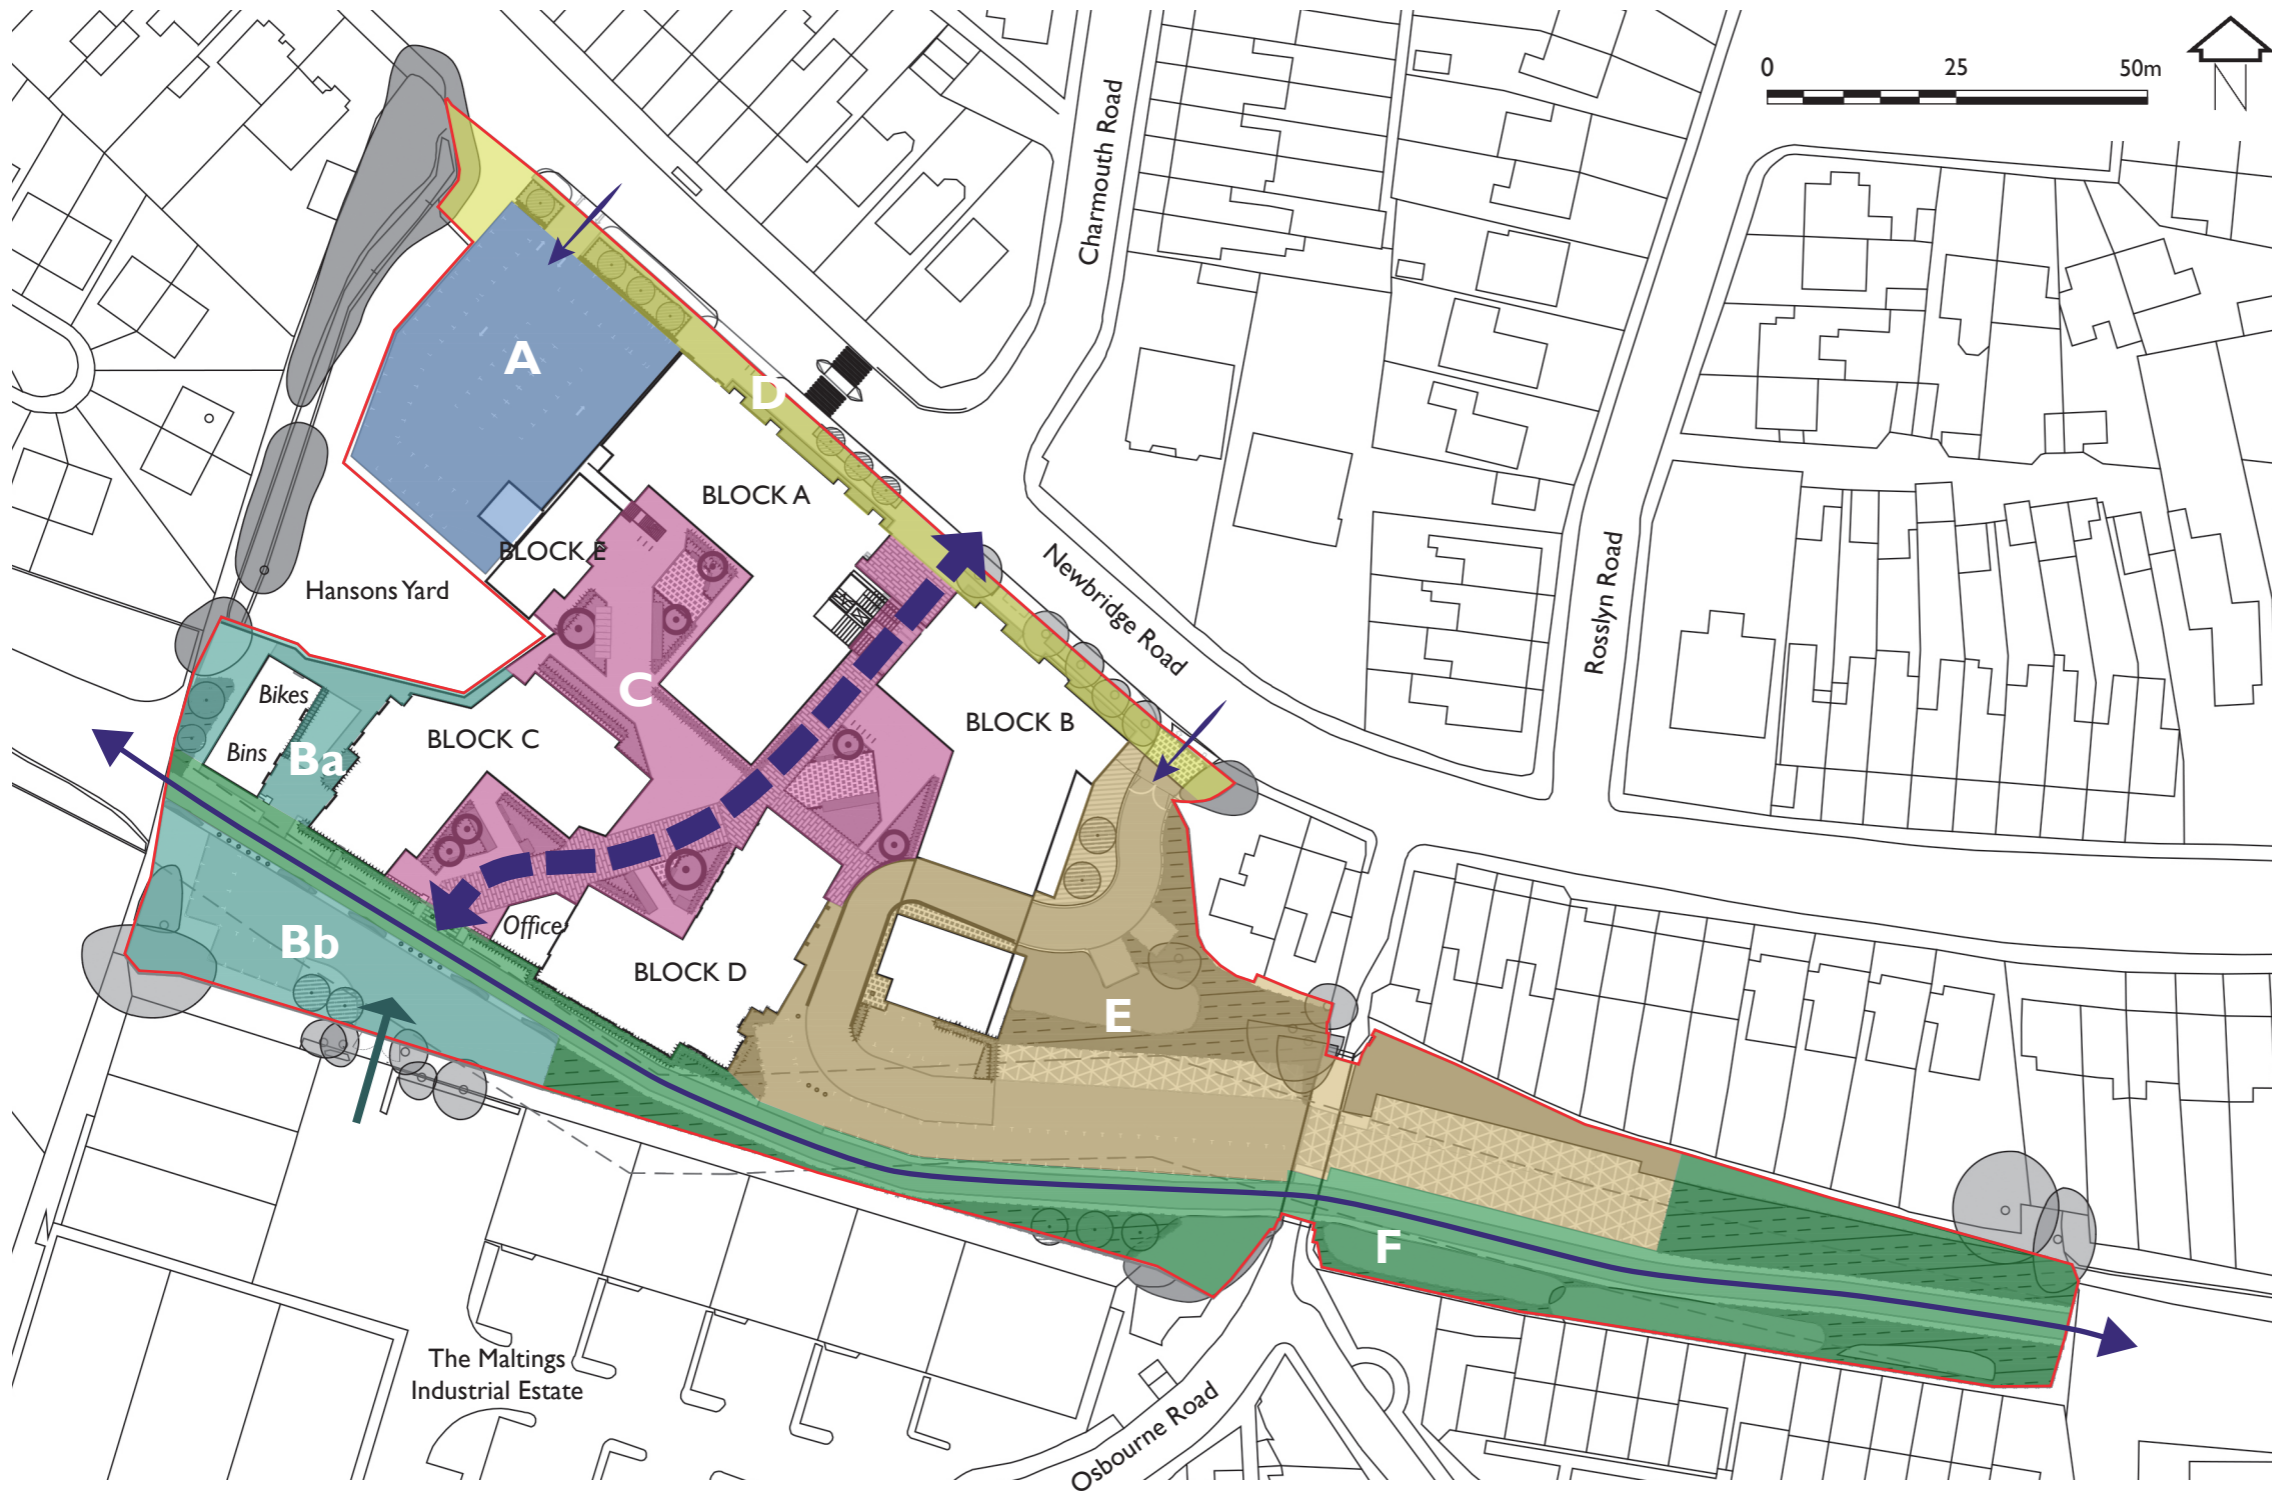 0 25 50m
N
Charmouth Road
A
D
BLOCK A
BLOCK E
Hansons Yard
Newbridge Road
Rosslyn Road
C
Bikes
BLOCK C
BLOCK B
Bins
Ba
Office
Bb
BLOCK D
E
F
The Maltings
Industrial Estate
Osbourne Road